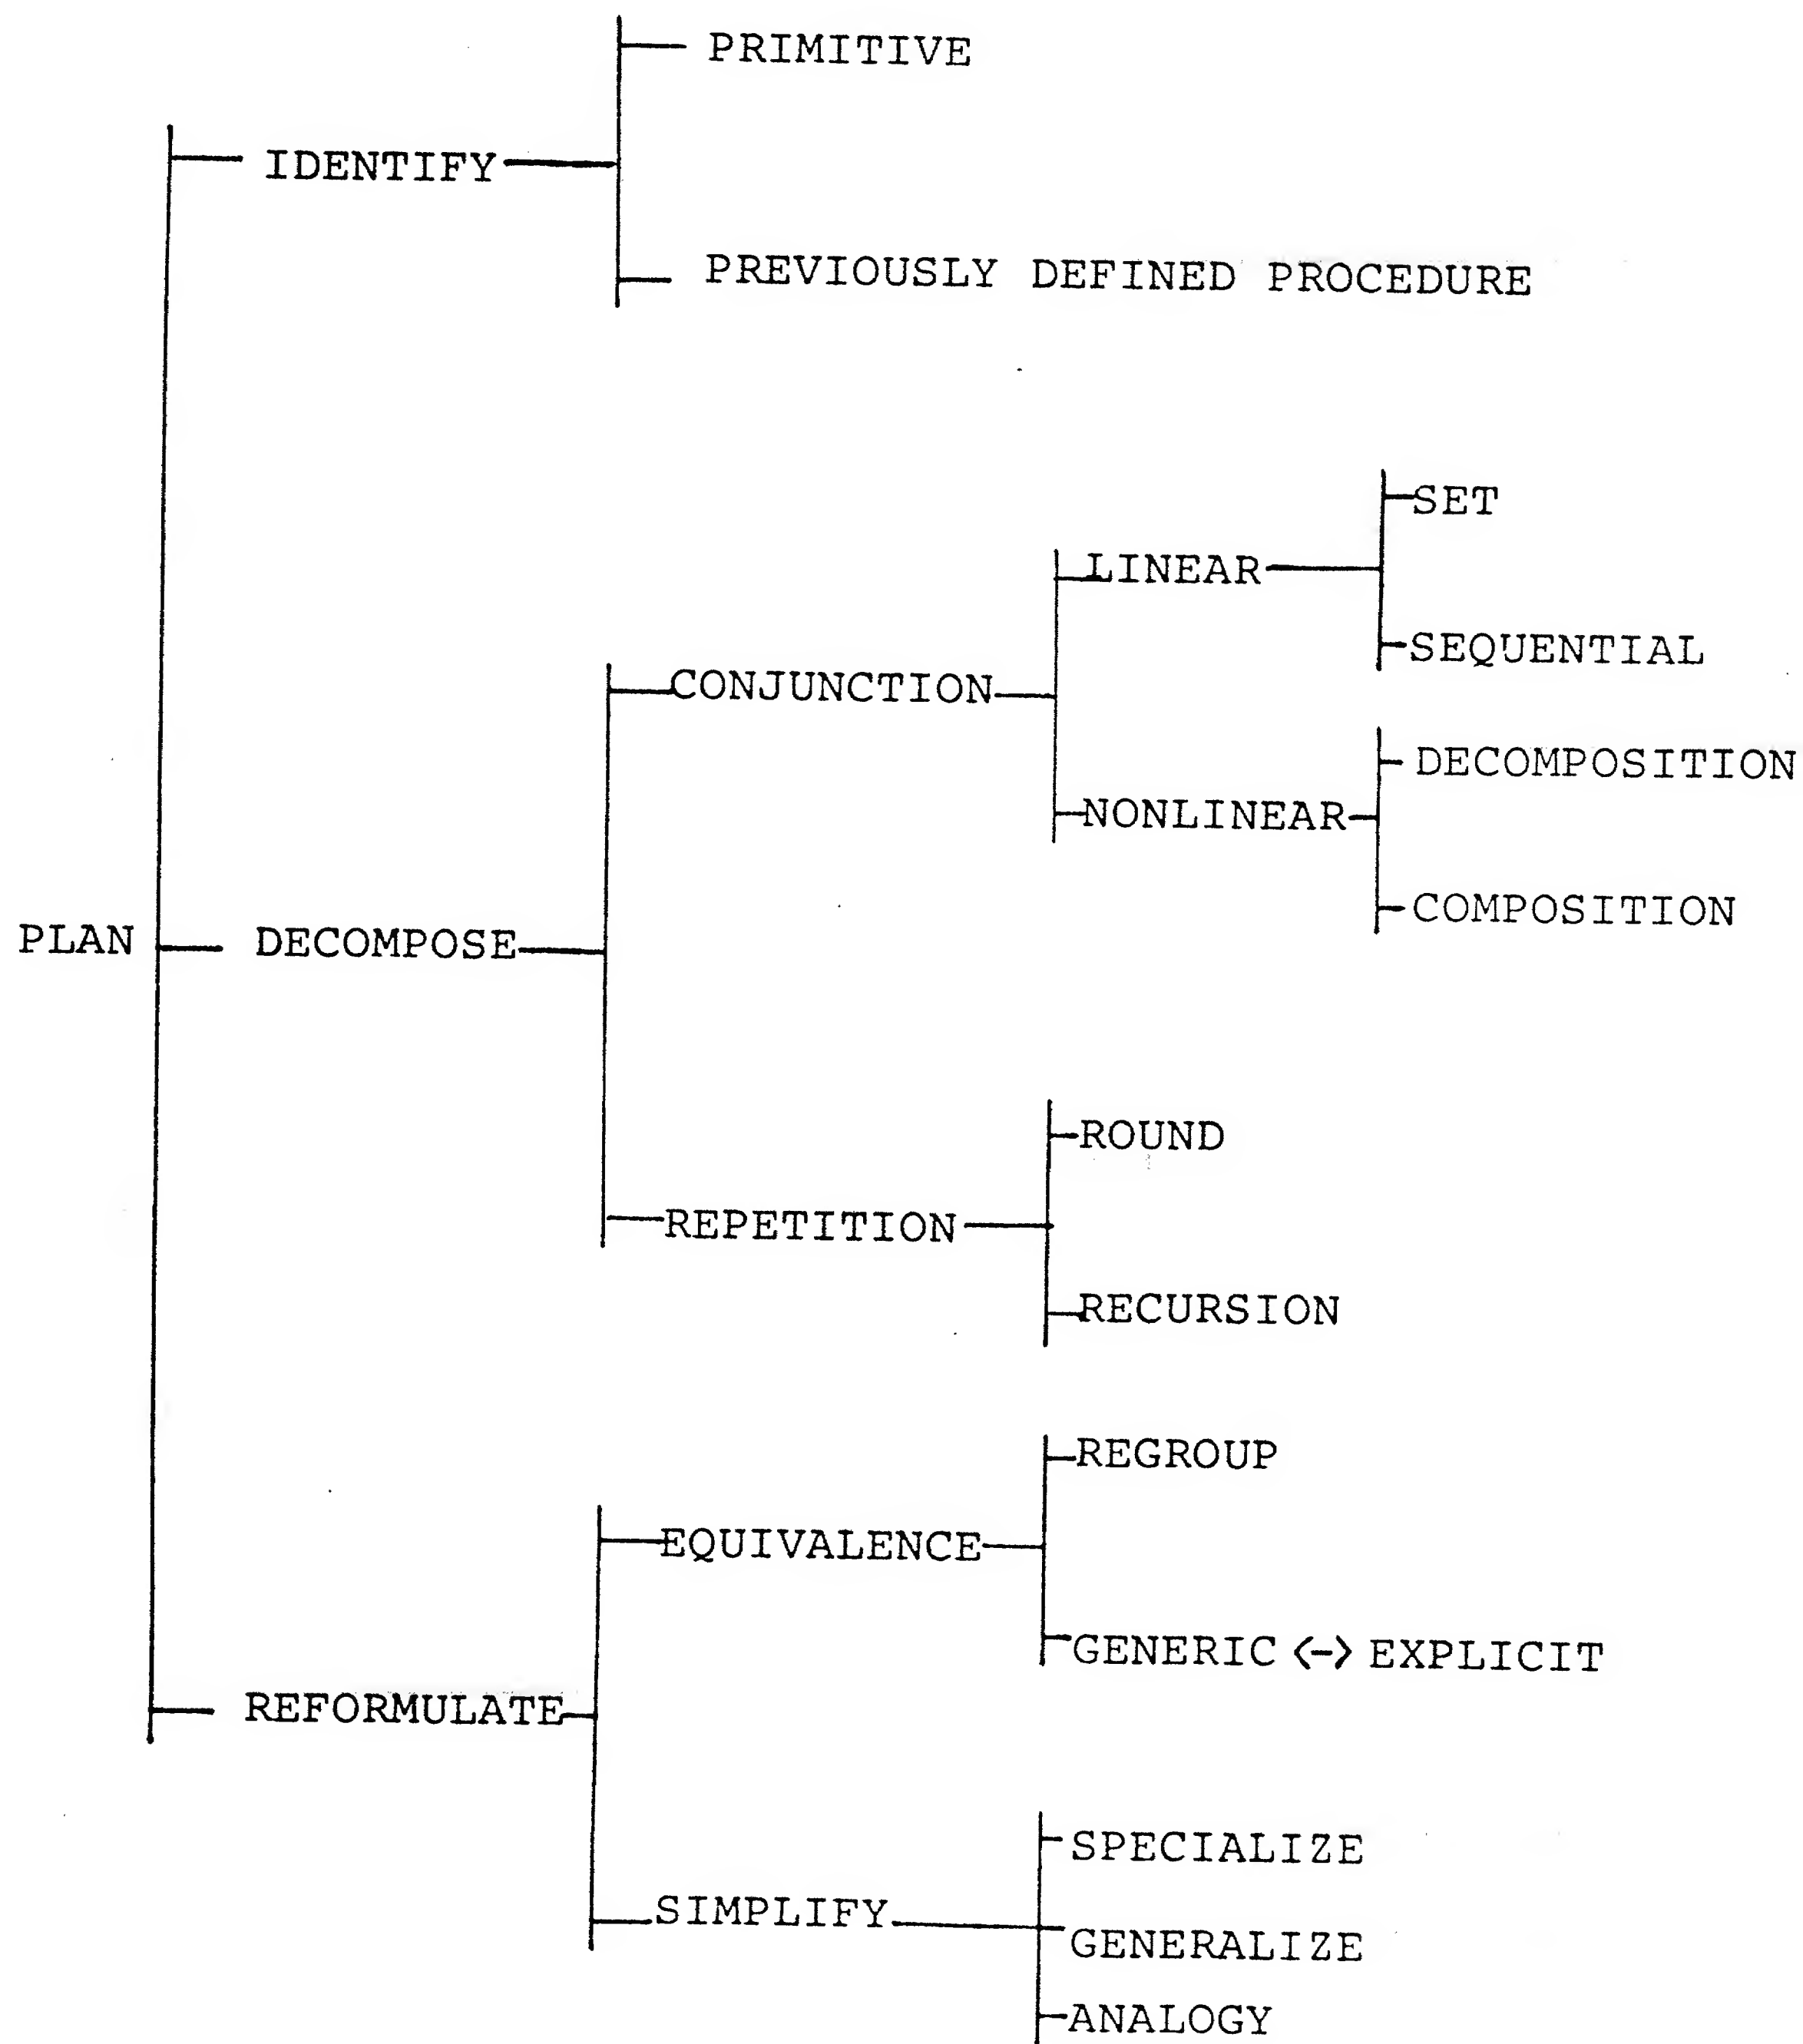 PRIMITIVE
IDENTIFY
PREVIOUSLY DEFINED PROCEDURE
SET
LINEAR
SEQUENTIAL
CONJUNCTION
DECOMPOSITION
NONLINEAR
COMPOSITION
PLAN
DECOMPOSE
ROUND
REPETITION
RECURSION
REGROUP
EQUIVALENCE
GENERIC <-> EXPLICIT
REFORMULATE
SPECIALIZE
SIMPLIFY
GENERALIZE
ANALOGY